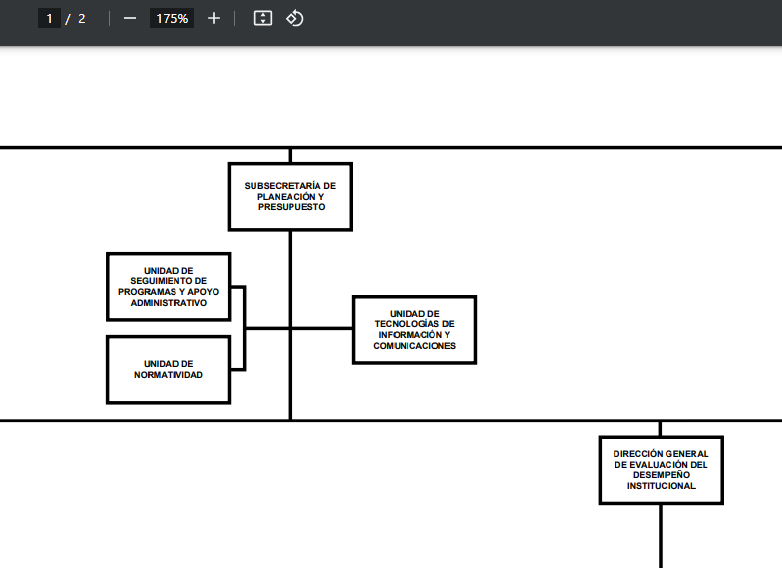 1 / 2
175%
SUBSECRETARÍA DE
PLANEACIÓN Y
PRESUPUESTO
UNIDAD DE
SEGUIMIENTO DE
PROGRAMAS Y APOYO
ADMINISTRATIVO
UNIDAD DE
TECNOLOGÍAS DE
INFORMACIÓN Y
COMUNICACIONES
UNIDAD DE
NORMATIVIDAD
DIRECCIÓN GENERAL
DE EVALUACIÓN DEL
DESEMPEÑO
INSTITUCIONAL